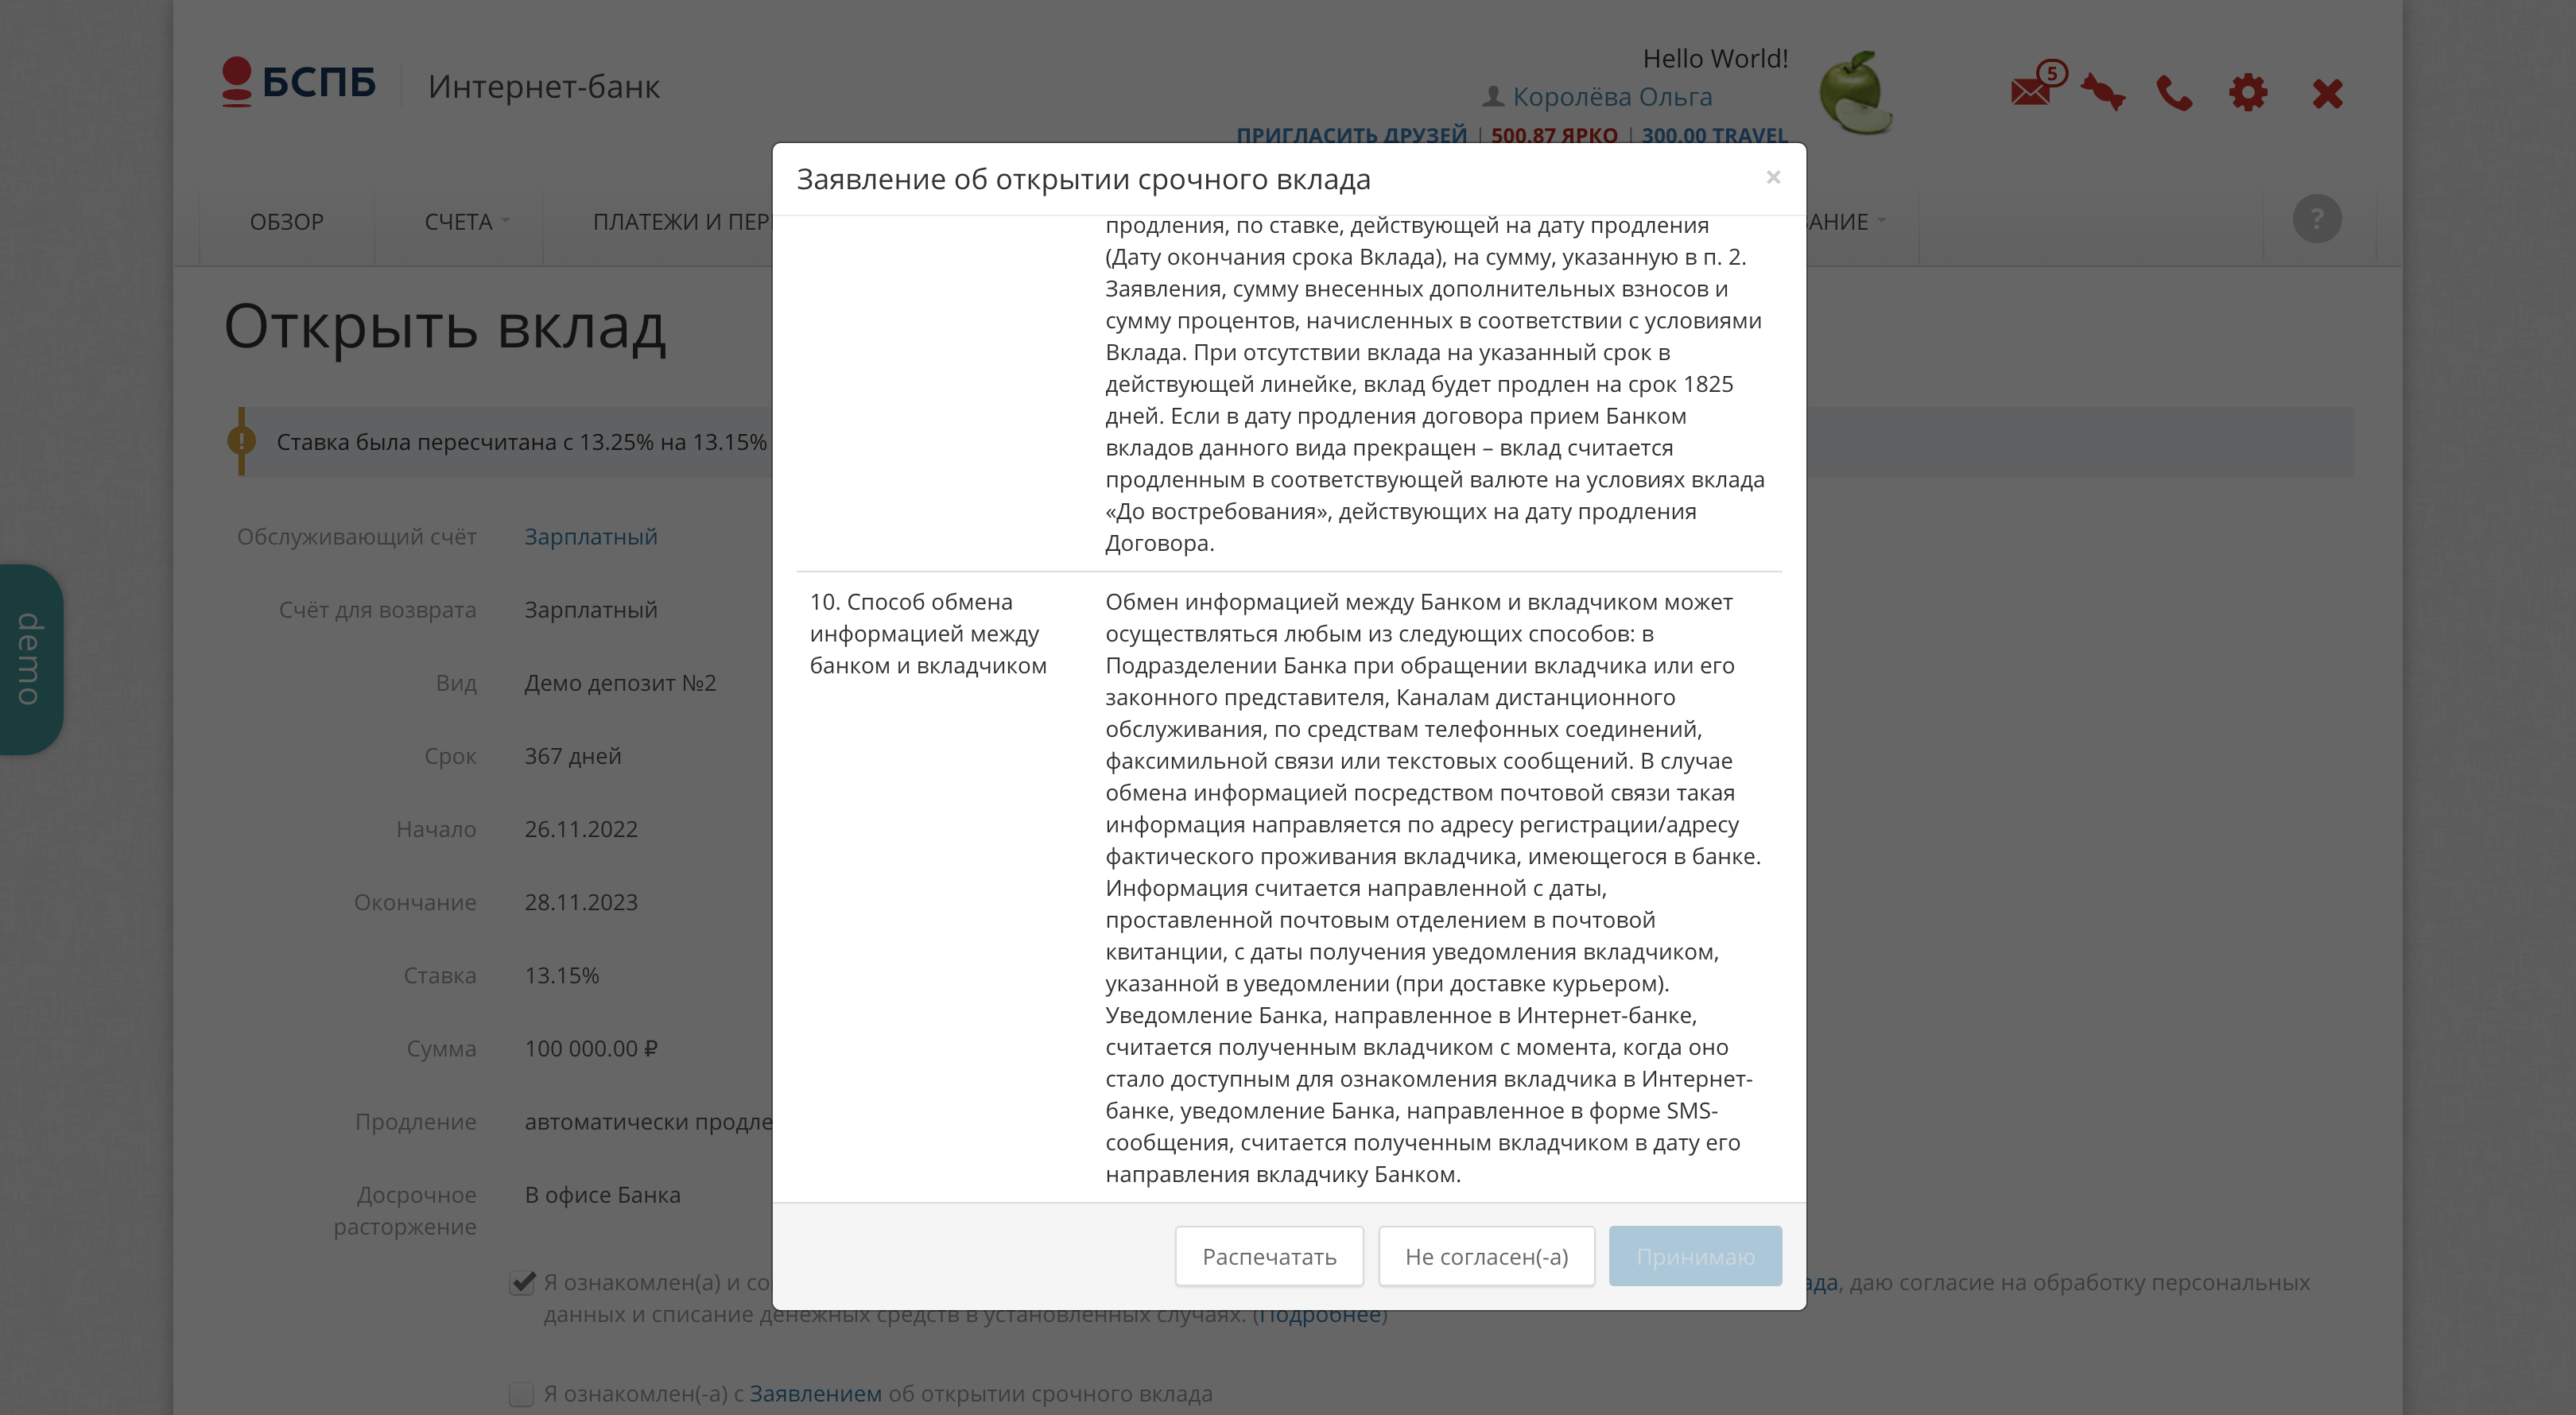 БСПБ
Интернет-банк
Hello World!
Королёва Ольга
ПРИГЛАСИТЬ ДРУЗЕЙ | 500.87 ЯРКО | 300.00 TRAVEL
5
ОБЗОР
СЧЕТА
ПЛАТЕЖИ И ПЕР
АНИЕ
?
Открыть вклад
Ставка была пересчитана с 13.25% на 13.15%
Обслуживающий счёт Зарплатный
Счёт для возврата Зарплатный
Вид Демо депозит №2
Срок 367 дней
Начало 26.11.2022
Окончание 28.11.2023
Ставка 13.15%
Сумма 100 000.00 ₽
Продление автоматически продле
Досрочное В офисе Банка
расторжение
Я ознакомлен(а) и со
ада, даю согласие на обработку персональных
данных и списание денежных средств в установленных случаях. (Подробнее)
Я ознакомлен(-а) с Заявлением об открытии срочного вклада
demo
Заявление об открытии срочного вклада
×
продления, по ставке, действующей на дату продления
(Дату окончания срока Вклада), на сумму, указанную в п. 2.
Заявления, сумму внесенных дополнительных взносов и
сумму процентов, начисленных в соответствии с условиями
Вклада. При отсутствии вклада на указанный срок в
действующей линейке, вклад будет продлен на срок 1825
дней. Если в дату продления договора прием Банком
вкладов данного вида прекращен – вклад считается
продленным в соответствующей валюте на условиях вклада
«До востребования», действующих на дату продления
Договора.
10. Способ обмена
информацией между
банком и вкладчиком
Обмен информацией между Банком и вкладчиком может
осуществляться любым из следующих способов: в
Подразделении Банка при обращении вкладчика или его
законного представителя, Каналам дистанционного
обслуживания, по средствам телефонных соединений,
факсимильной связи или текстовых сообщений. В случае
обмена информацией посредством почтовой связи такая
информация направляется по адресу регистрации/адресу
фактического проживания вкладчика, имеющегося в банке.
Информация считается направленной с даты,
проставленной почтовым отделением в почтовой
квитанции, с даты получения уведомления вкладчиком,
указанной в уведомлении (при доставке курьером).
Уведомление Банка, направленное в Интернет-банке,
считается полученным вкладчиком с момента, когда оно
стало доступным для ознакомления вкладчика в Интернет-
банке, уведомление Банка, направленное в форме SMS-
сообщения, считается полученным вкладчиком в дату его
направления вкладчику Банком.
Распечатать
Не согласен(-а)
Принимаю